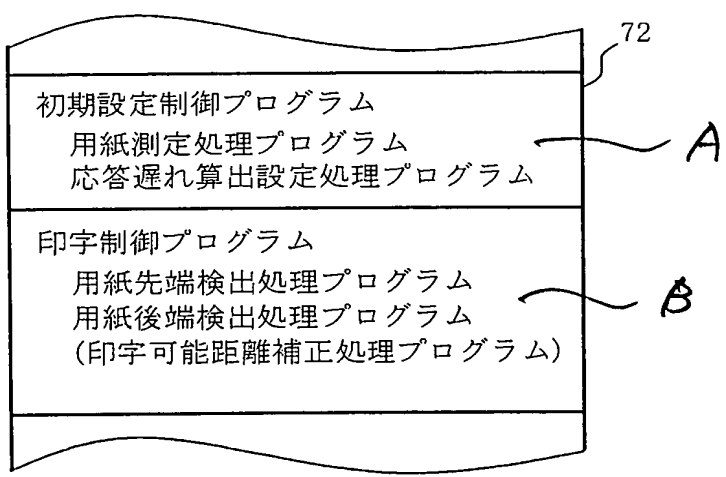 72
初期設定制御プログラム
用紙測定処理プログラム
A
応答遅れ算出設定処理プログラム
印字制御プログラム
用紙先端検出処理プログラム
B
用紙後端検出処理プログラム
(印字可能距離補正処理プログラム)